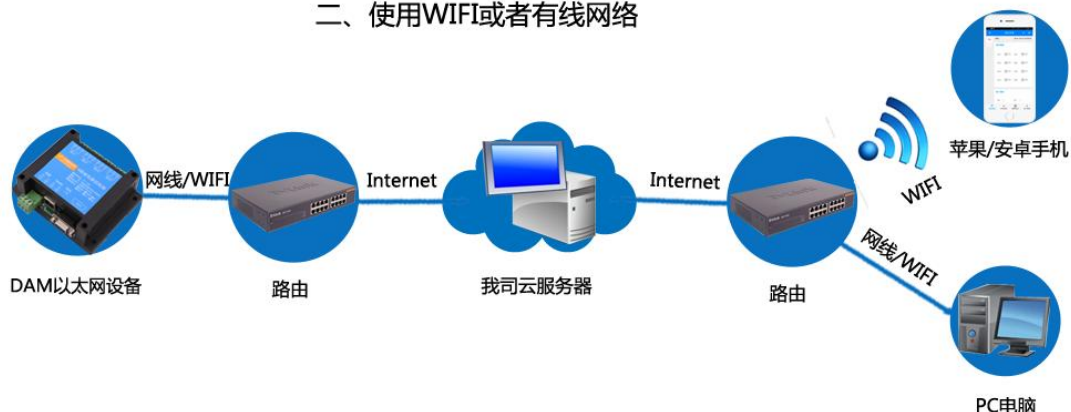 二、使用WIFI或者有线网络
苹果/安卓手机
网线/WIFI
Internet
Internet
WIFI
网线/WIFI
DAM以太网设备
路由
我司云服务器
路由
PC电脑